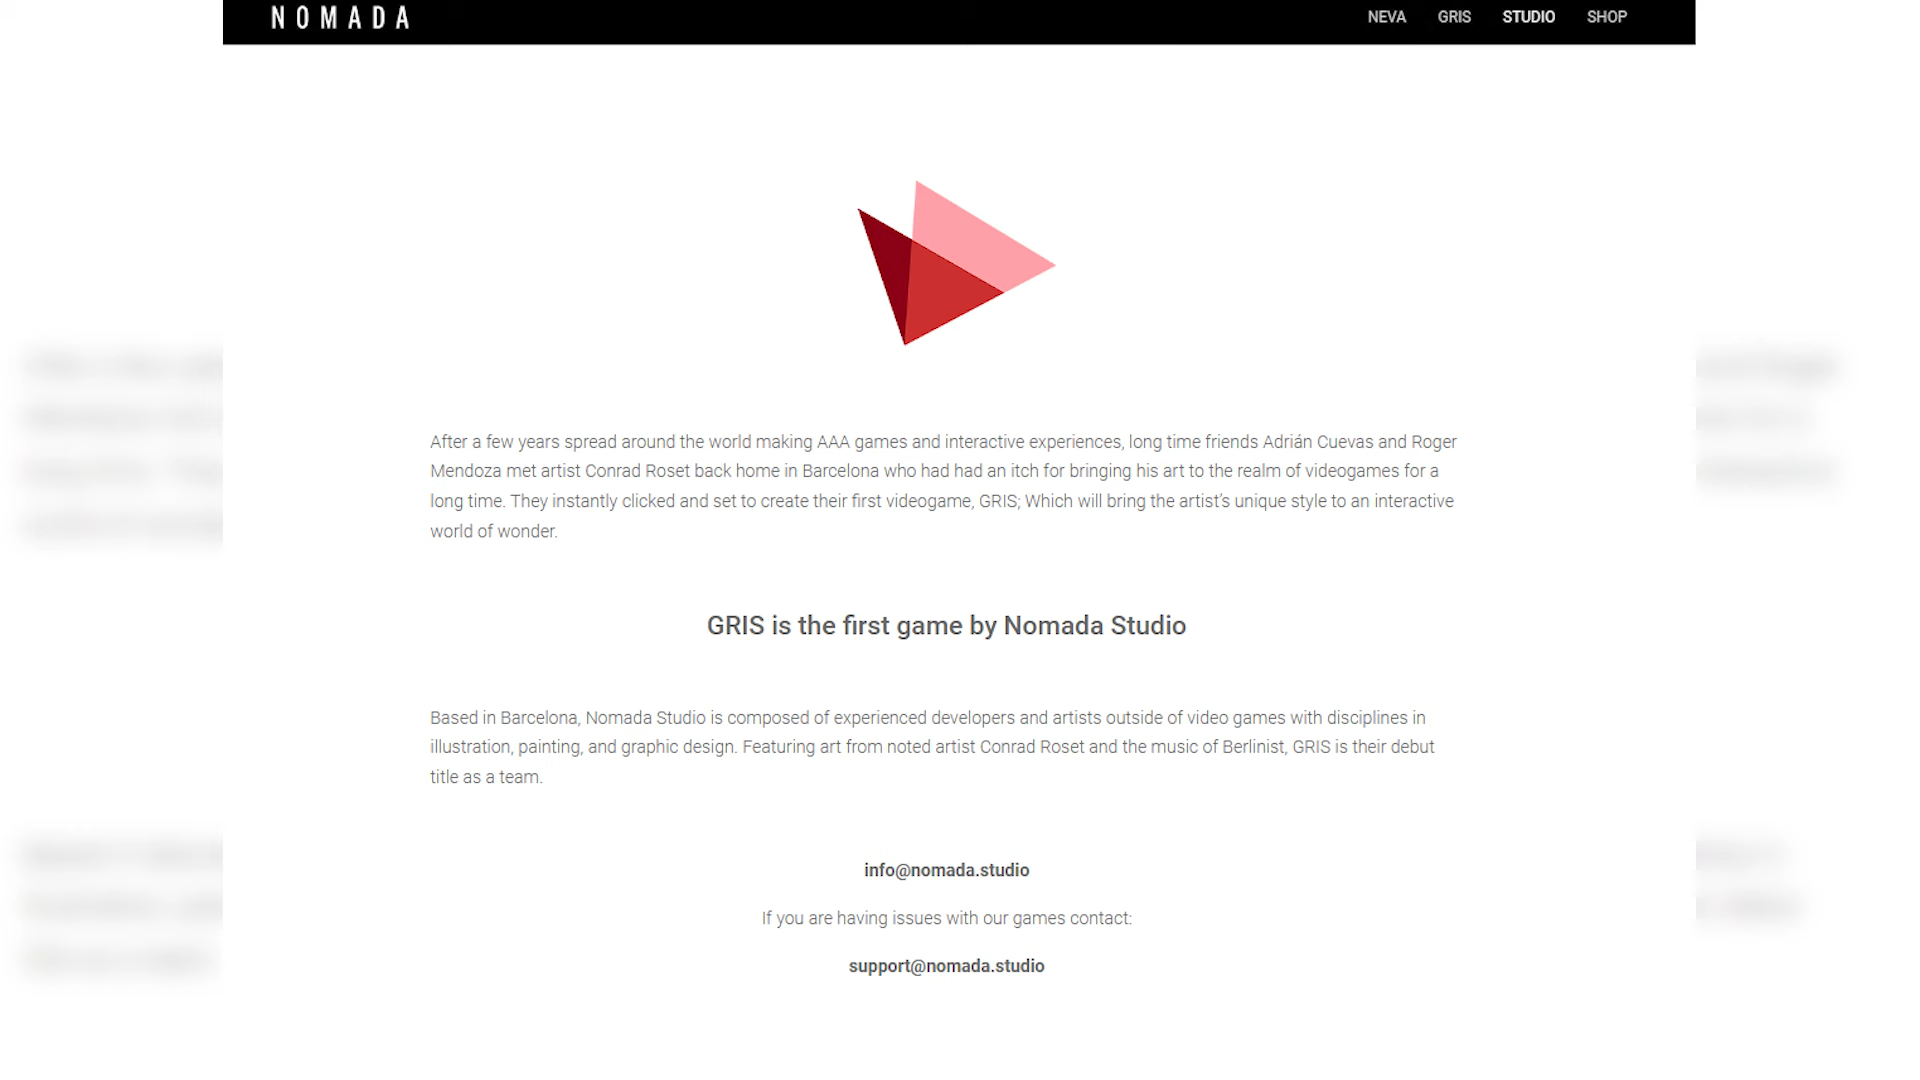 NOMADA
NEVA GRIS STUDIO SHOP
After a few years spread around the world making AAA games and interactive experiences, long time friends Adrián Cuevas and Roger
Mendoza met artist Conrad Roset back home in Barcelona who had had an itch for bringing his art to the realm of videogames for a
long time. They instantly clicked and set to create their first videogame, GRIS; Which will bring the artist’s unique style to an interactive
world of wonder.
GRIS is the first game by Nomada Studio
Based in Barcelona, Nomada Studio is composed of experienced developers and artists outside of video games with disciplines in
illustration, painting, and graphic design. Featuring art from noted artist Conrad Roset and the music of Berlinist, GRIS is their debut
title as a team.
info@nomada.studio
If you are having issues with our games contact:
support@nomada.studio